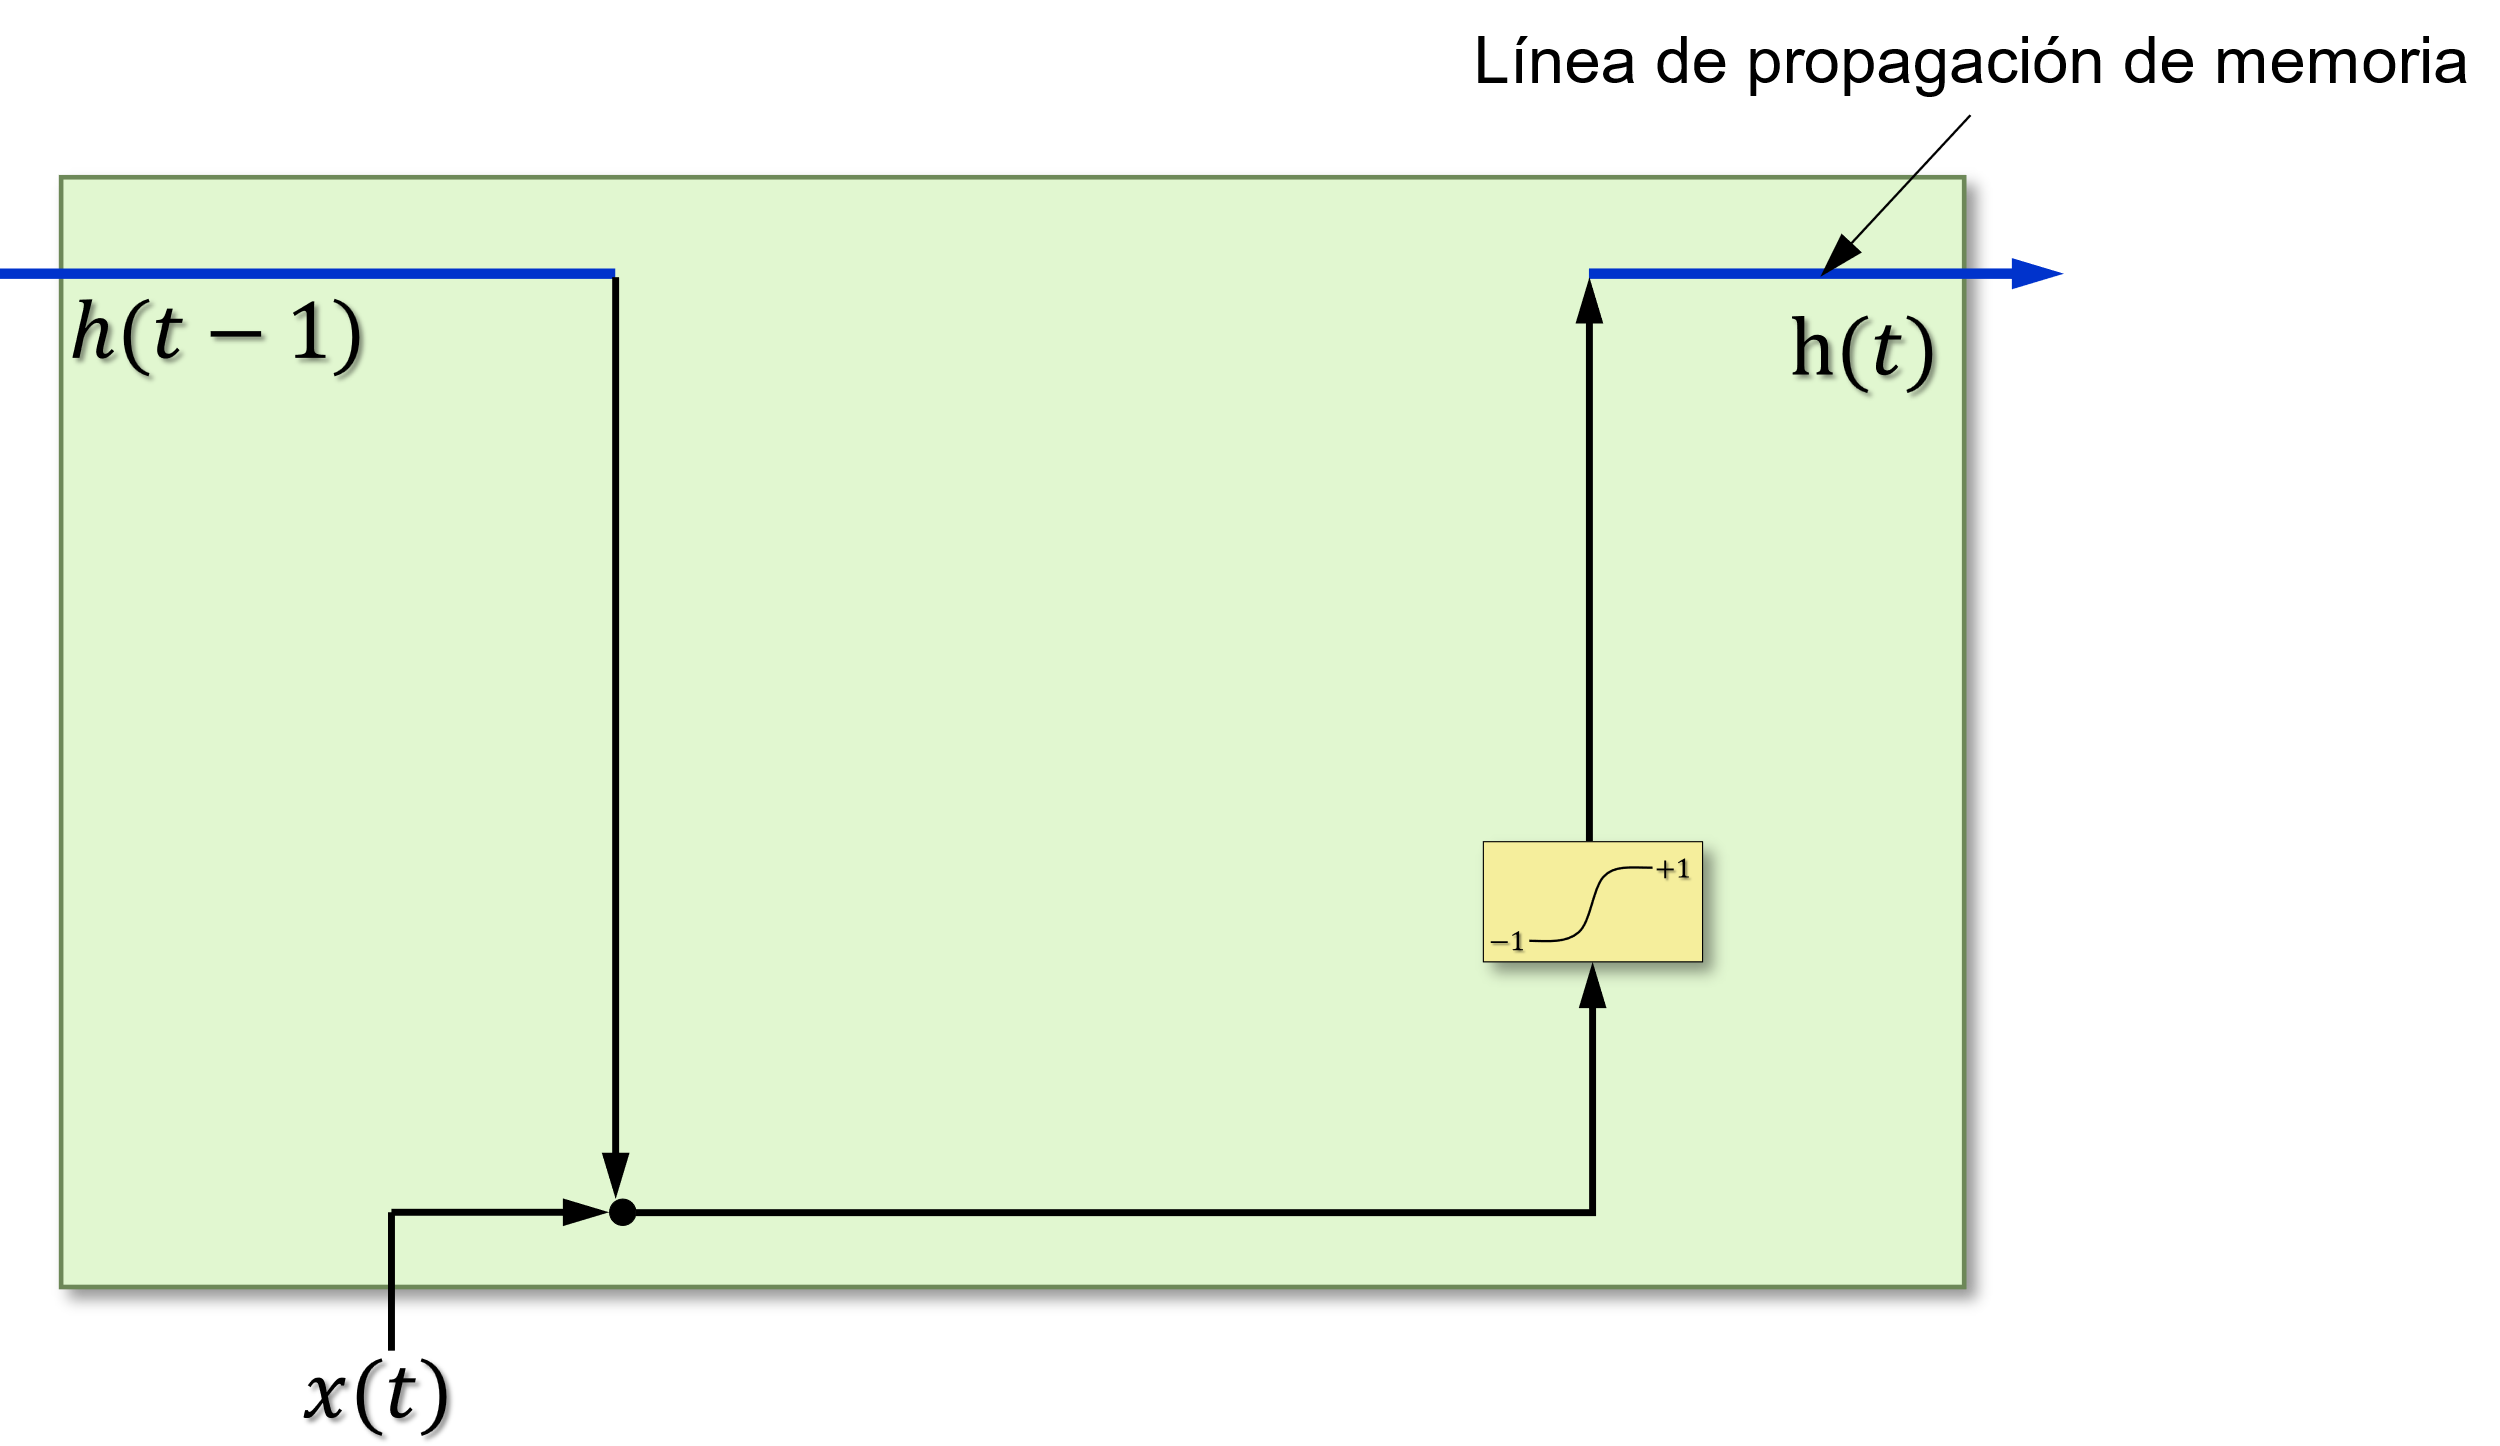 Línea de propagación de memoria
h(t − 1)
h(t)
+1
−1
x(t)